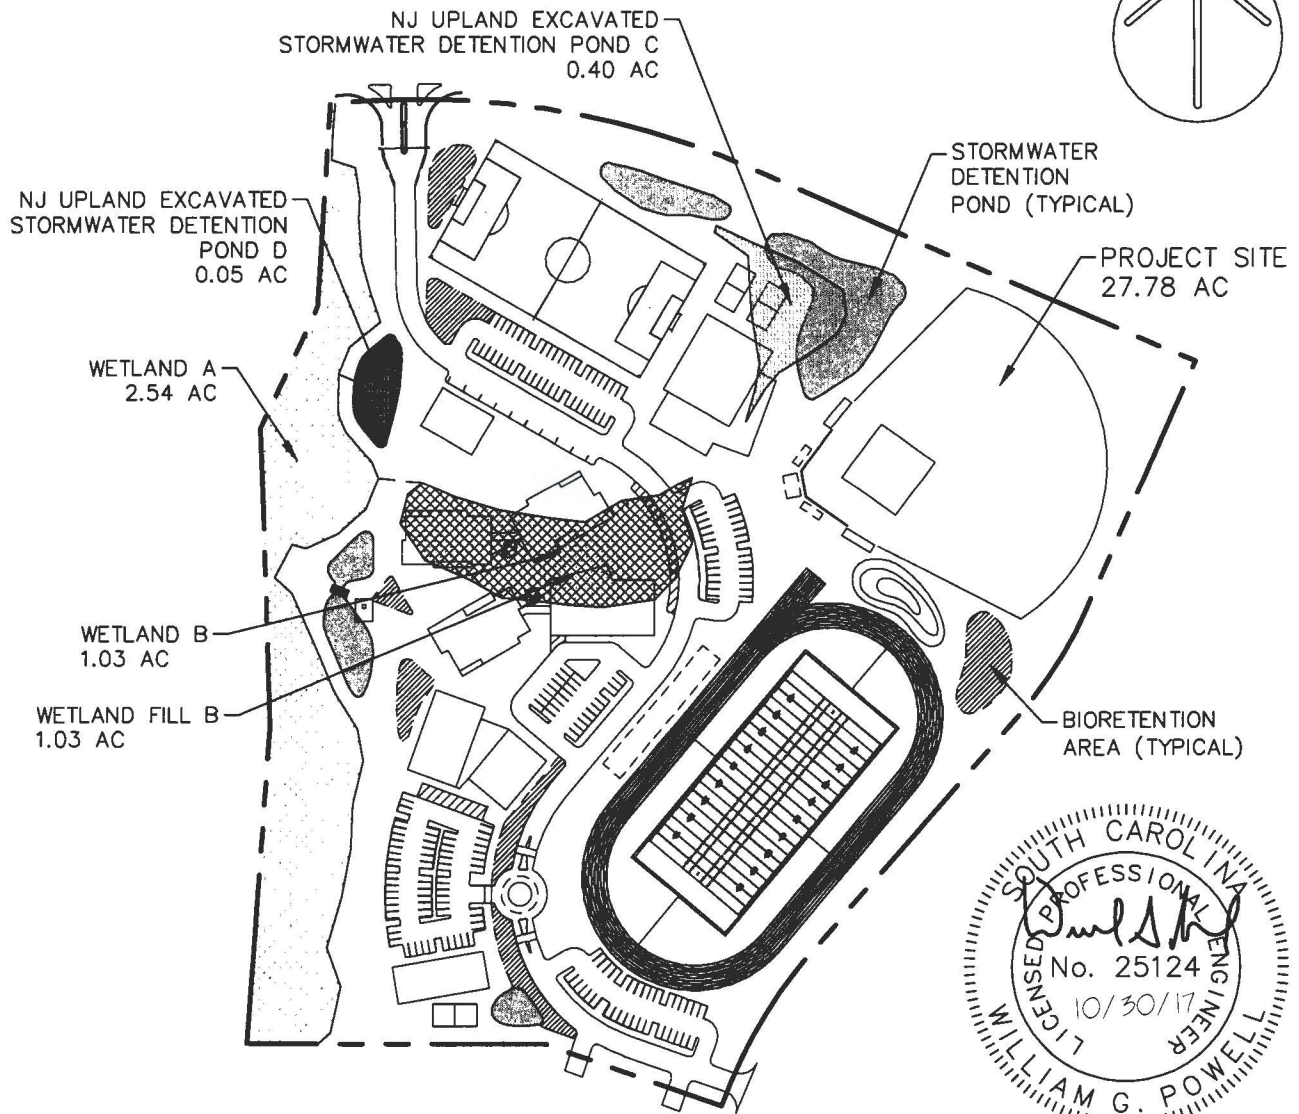 NJ UPLAND EXCAVATED
STORMWATER DETENTION POND C
0.40 AC
STORMWATER
DETENTION
POND (TYPICAL)
NJ UPLAND EXCAVATED
STORMWATER DETENTION
POND D
0.05 AC
PROJECT SITE
27.78 AC
WETLAND A
2.54 AC
WETLAND B
1.03 AC
WETLAND FILL B
1.03 AC
BIORETENTION
AREA (TYPICAL)
SOUTH CAROLINA
LICENSED PROFESSIONAL ENGINEER
No. 25124
10/30/17
WILLIAM G. POWELL